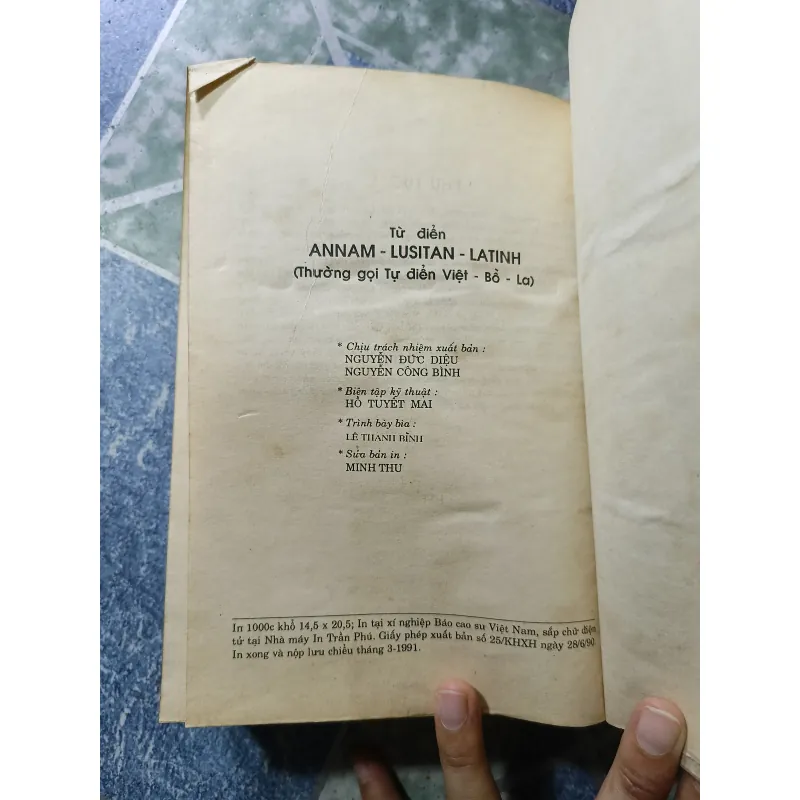 Từ điển
ANNAM - LUSITAN - LATINH
(Thường gọi Tự điển Việt - Bồ - La)
* Chịu trách nhiệm xuất bản :
NGUYỄN ĐỨC DIỆU
NGUYỄN CÔNG BÌNH
* Biên tập kỹ thuật :
HỒ TUYẾT MAI
* Trình bày bìa :
LÊ THANH BÌNH
* Sửa bản in :
MINH THU
In 1000c khổ 14,5 x 20,5; In tại xí nghiệp Bảo cao su Việt Nam, sắp chữ điện
tử tại Nhà máy In Trần Phú. Giấy phép xuất bản số 25/KHXH ngày 28/6/90
In xong và nộp lưu chiểu tháng 3-1991.